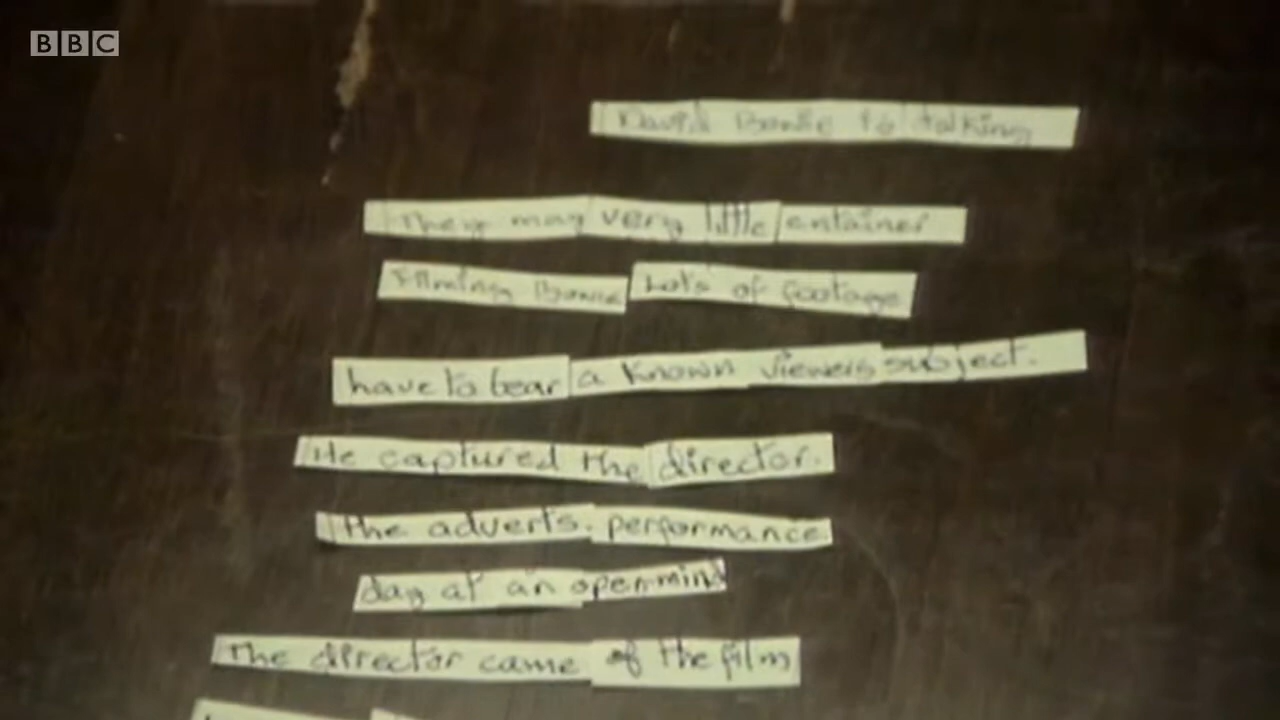 BBC
David Bowie is talking
They may very little entainer
Filming Bowie Lots of footage
have to bear a known viewers subject.
He captured the director.
the adverts. performance.
day at an open-mind
The director came of the film